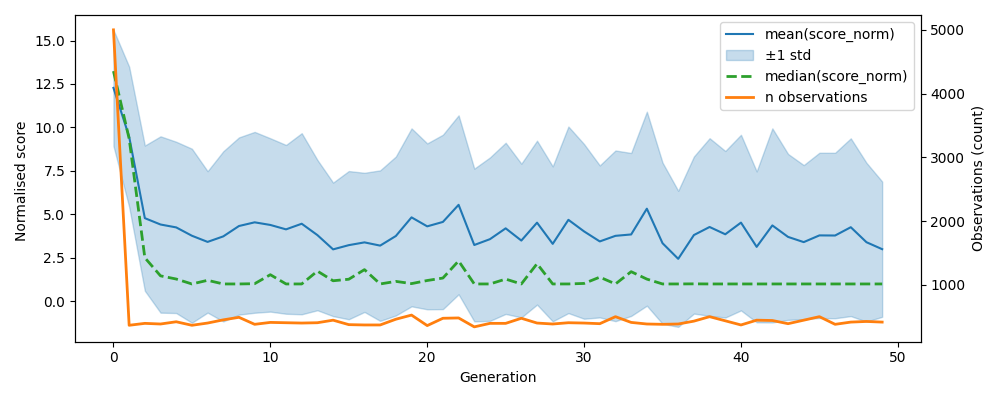 15.0
12.5
10.0
7.5
5.0
2.5
0.0
Normalised score
0
10
20
30
40
50
Generation
5000
4000
3000
2000
1000
Observations (count)
mean(score_norm)
±1 std
median(score_norm)
n observations